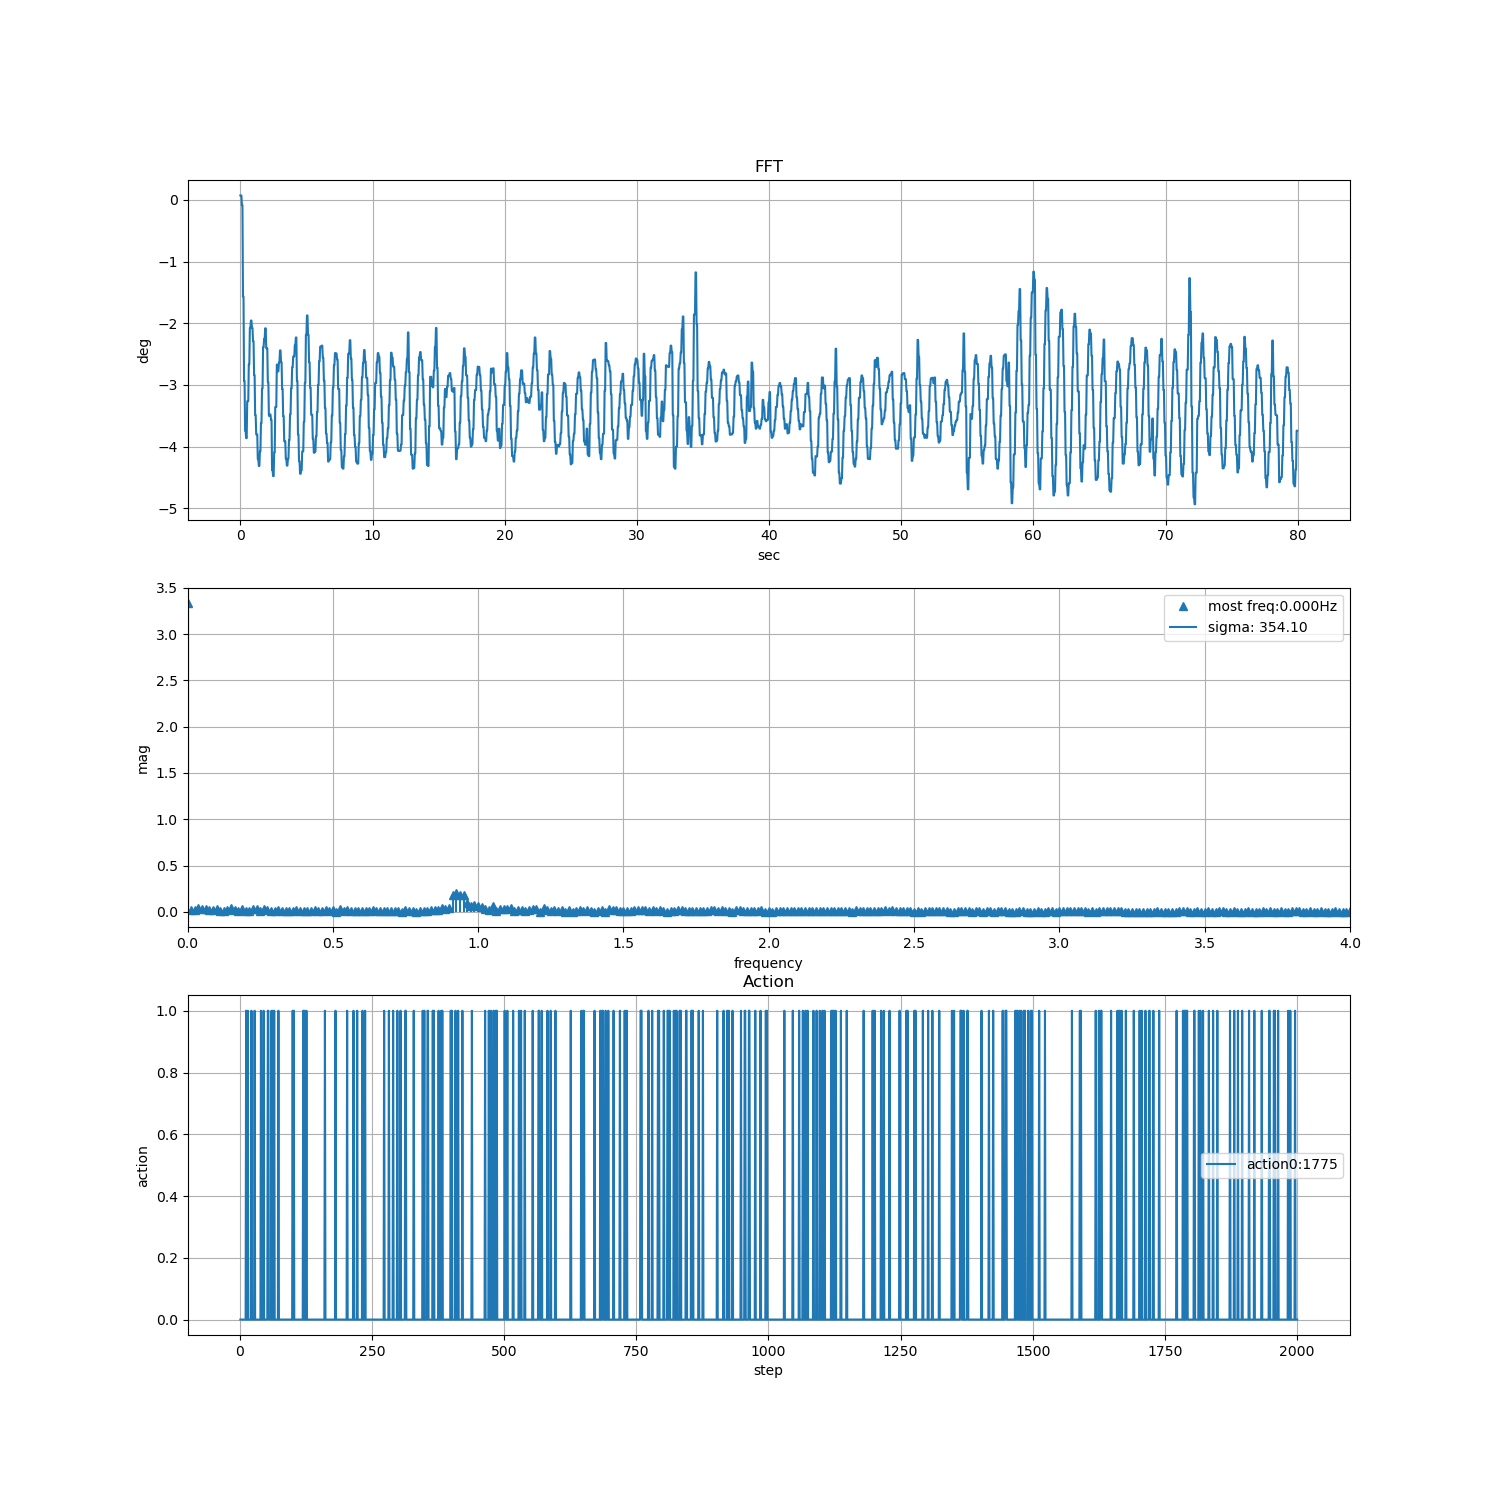 FFT
0
−1
−2
−3
−4
−5
deg
0 10 20 30 40 50 60 70 80
sec
3.5
3.0
2.5
2.0
1.5
1.0
0.5
0.0
mag
most freq:0.000Hz
sigma: 354.10
0.0 0.5 1.0 1.5 2.0 2.5 3.0 3.5 4.0
frequency
Action
1.0
0.8
0.6
0.4
0.2
0.0
action
action0:1775
0 250 500 750 1000 1250 1500 1750 2000
step